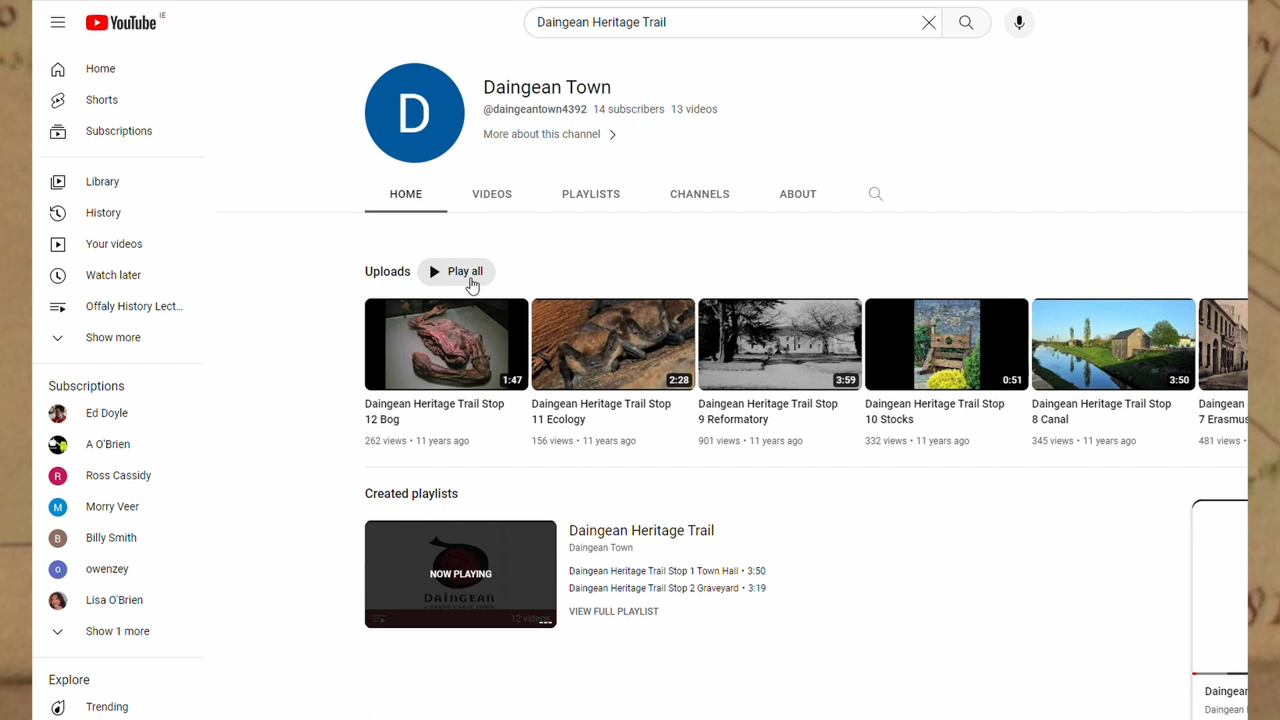 YouTube IE
Daingean Heritage Trail
Home
Shorts
Subscriptions
Library
History
Your videos
Watch later
Offaly History Lect...
Show more
Subscriptions
Ed Doyle
A O'Brien
R Ross Cassidy
M Morry Veer
B Billy Smith
o owenzey
Lisa O'Brien
Show 1 more
Explore
Trending
D
Daingean Town
@daingeantown4392 14 subscribers 13 videos
More about this channel
HOME VIDEOS PLAYLISTS CHANNELS ABOUT
Uploads Play all
1:47
Daingean Heritage Trail Stop
12 Bog
262 views • 11 years ago
2:28
Daingean Heritage Trail Stop
11 Ecology
156 views • 11 years ago
3:59
Daingean Heritage Trail Stop
9 Reformatory
901 views • 11 years ago
0:51
Daingean Heritage Trail Stop
10 Stocks
332 views • 11 years ago
3:50
Daingean Heritage Trail Stop
8 Canal
345 views • 11 years ago
Daingean
7 Erasmus
481 views •
Created playlists
NOW PLAYING
DAINGEAN
12 videos
Daingean Heritage Trail
Daingean Town
Daingean Heritage Trail Stop 1 Town Hall • 3:50
Daingean Heritage Trail Stop 2 Graveyard • 3:19
VIEW FULL PLAYLIST
Daingean
Daingean